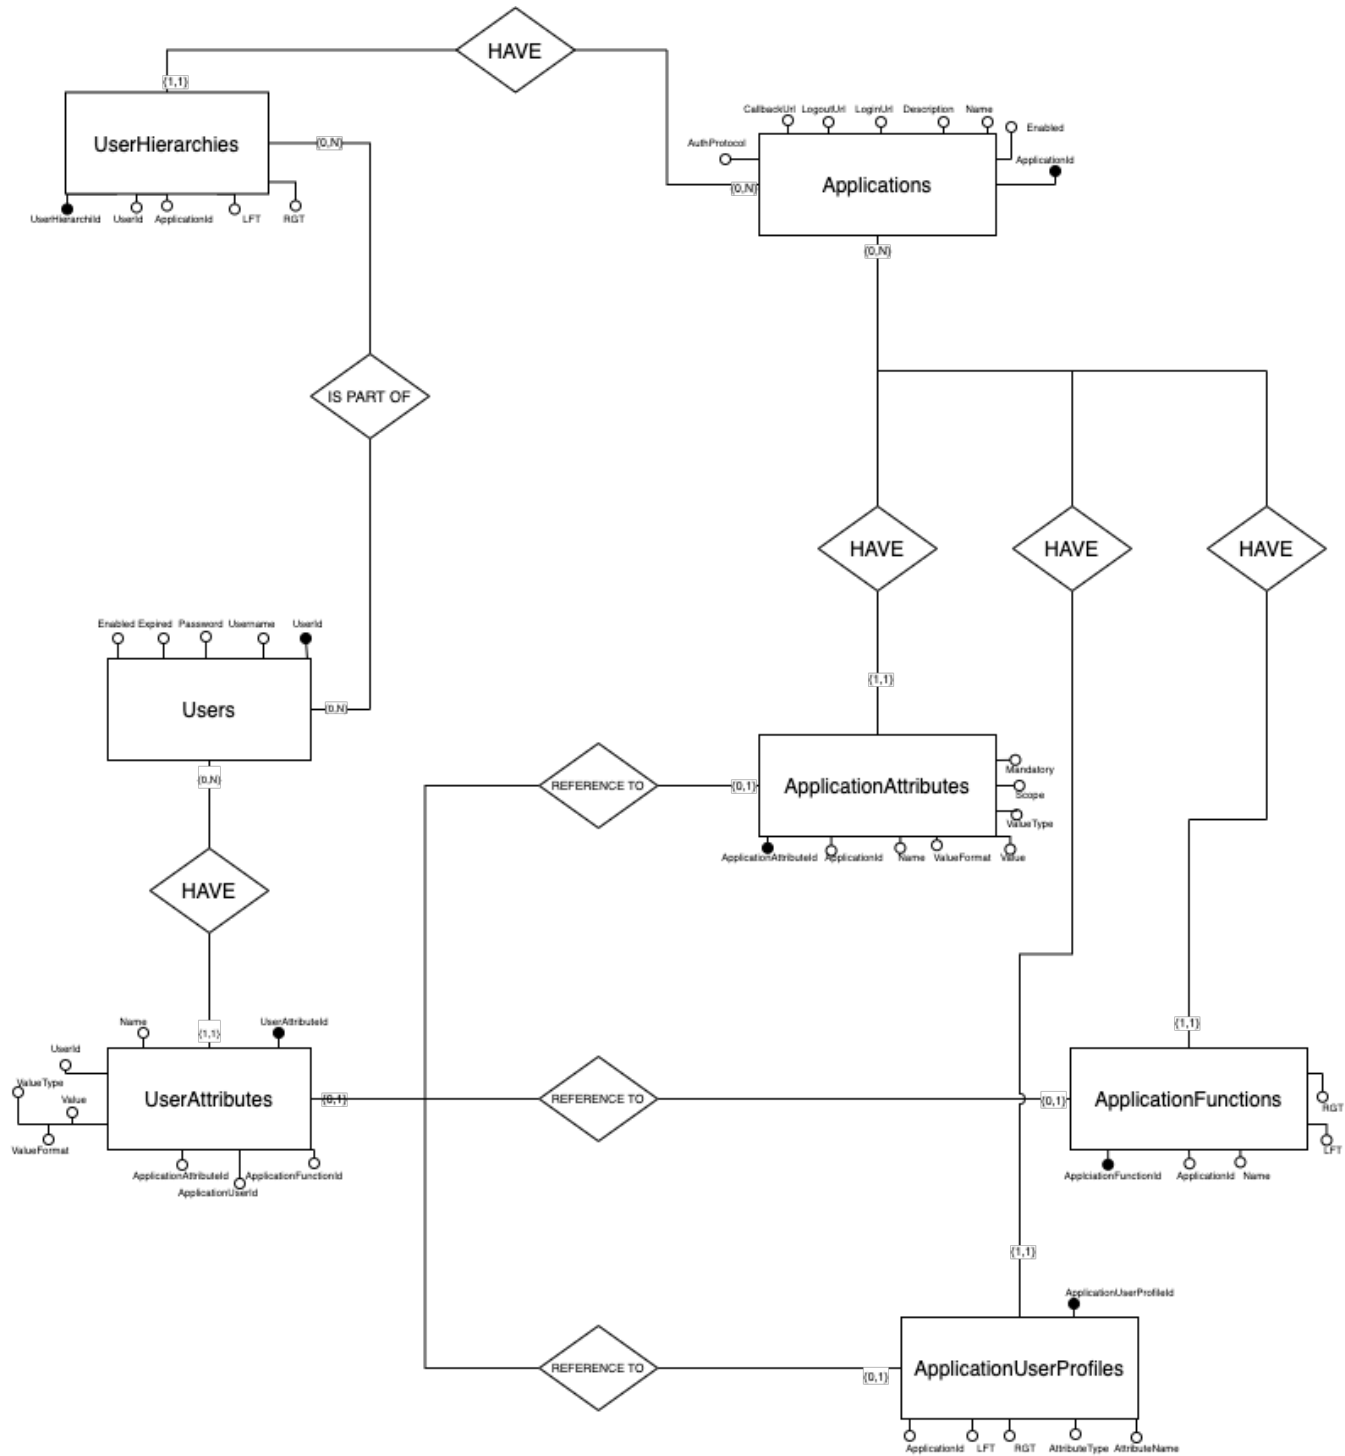 HAVE
{1,1}
UserHierarchies
{0,N}
UserHierarchiId
UserId
ApplicationId
LFT
RGT
CallbackUrl
LogoutUrl
LoginUrl
Description
Name
Enabled
AuthProtocol
ApplicationId
{0,N}
Applications
{0,N}
IS PART OF
HAVE
HAVE
HAVE
Enabled
Expired
Password
Username
UserId
Users
{0,N}
{0,N}
{1,1}
REFERENCE TO
{0,1}
ApplicationAttributes
Mandatory
Scope
ValueType
ApplicationAttributeId
ApplicationId
Name
ValueFormat
Value
HAVE
{1,1}
Name
UserAttributeId
UserId
ValueType
Value
ValueFormat
UserAttributes
{0,1}
ApplicationAttributeId
ApplicationUserId
ApplicationFunctionId
REFERENCE TO
{0,1}
{1,1}
ApplicationFunctions
RGT
LFT
ApplciationFunctionId
ApplicationId
Name
{1,1}
ApplicationUserProfileId
REFERENCE TO
{0,1}
ApplicationUserProfiles
ApplicationId
LFT
RGT
AttributeType
AttributeName